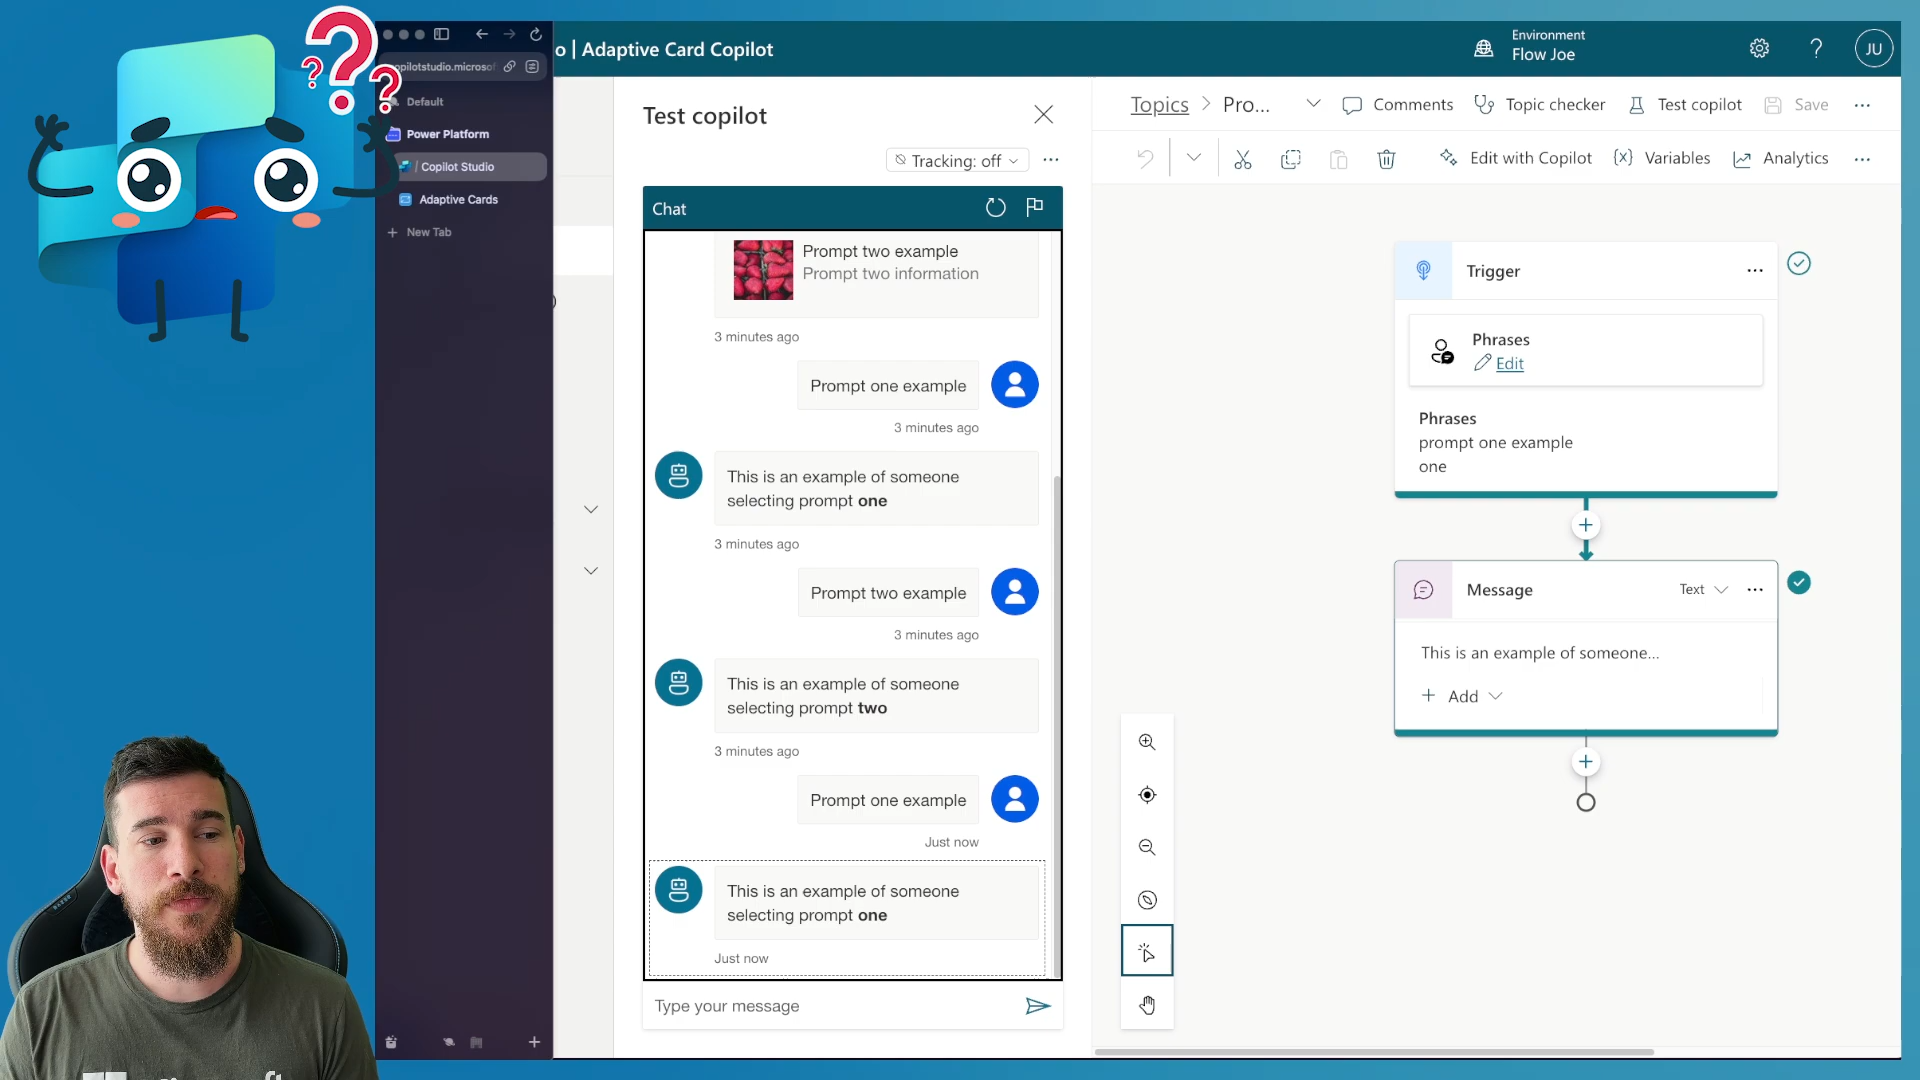 ???
opilotstudio.microsof
Default
Power Platform
/ Copilot Studio
Adaptive Cards
New Tab
o | Adaptive Card Copilot
Environment
Flow Joe
?
JU
Test copilot
Tracking: off
Chat
Prompt two example
Prompt two information
3 minutes ago
Prompt one example
3 minutes ago
This is an example of someone
selecting prompt one
3 minutes ago
Prompt two example
3 minutes ago
This is an example of someone
selecting prompt two
3 minutes ago
Prompt one example
Just now
This is an example of someone
selecting prompt one
Just now
Type your message
Topics > Pro...
Comments
Topic checker
Test copilot
Save
Edit with Copilot
{x} Variables
Analytics
Trigger
Phrases
Edit
Phrases
prompt one example
one
Message
Text
This is an example of someone...
+ Add